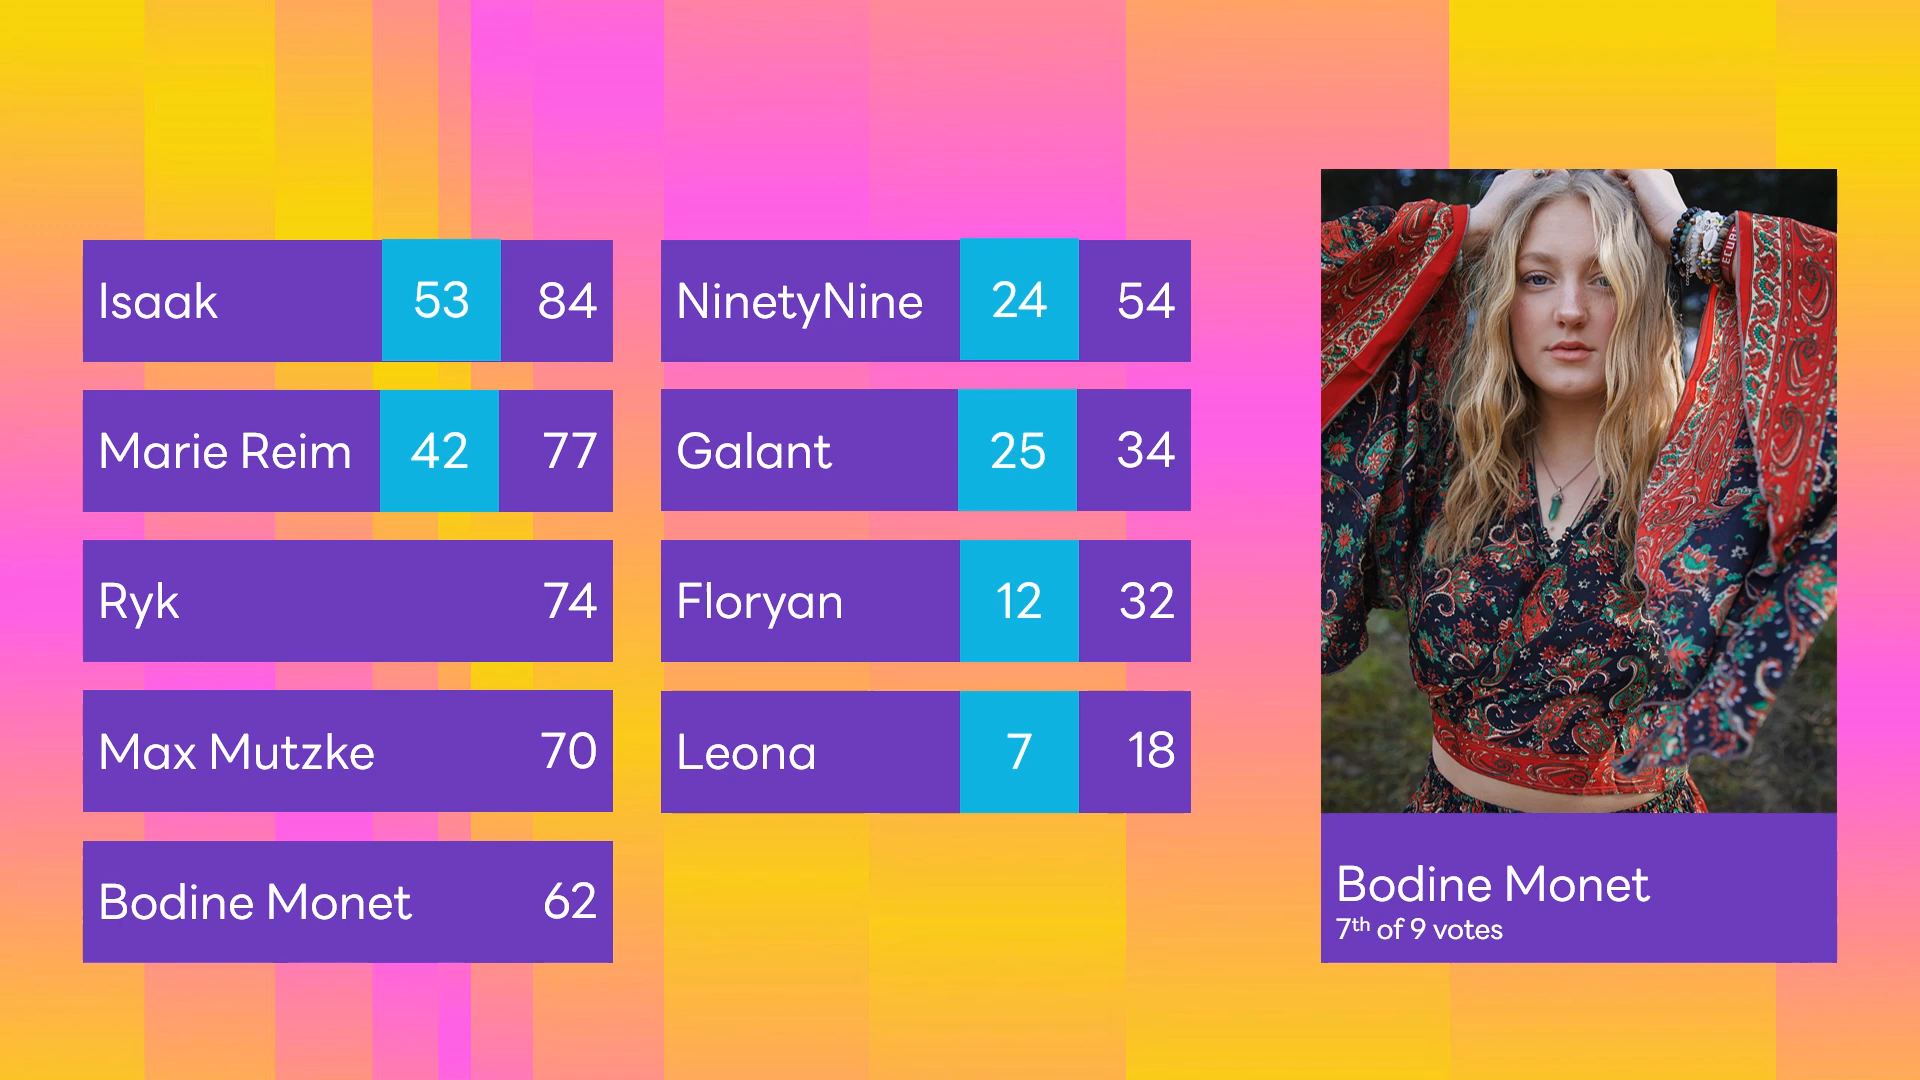 Isaak 53 84
Marie Reim 42 77
Ryk 74
Max Mutzke 70
Bodine Monet 62
NinetyNine 24 54
Galant 25 34
Floryan 12 32
Leona 7 18
Bodine Monet
7th of 9 votes